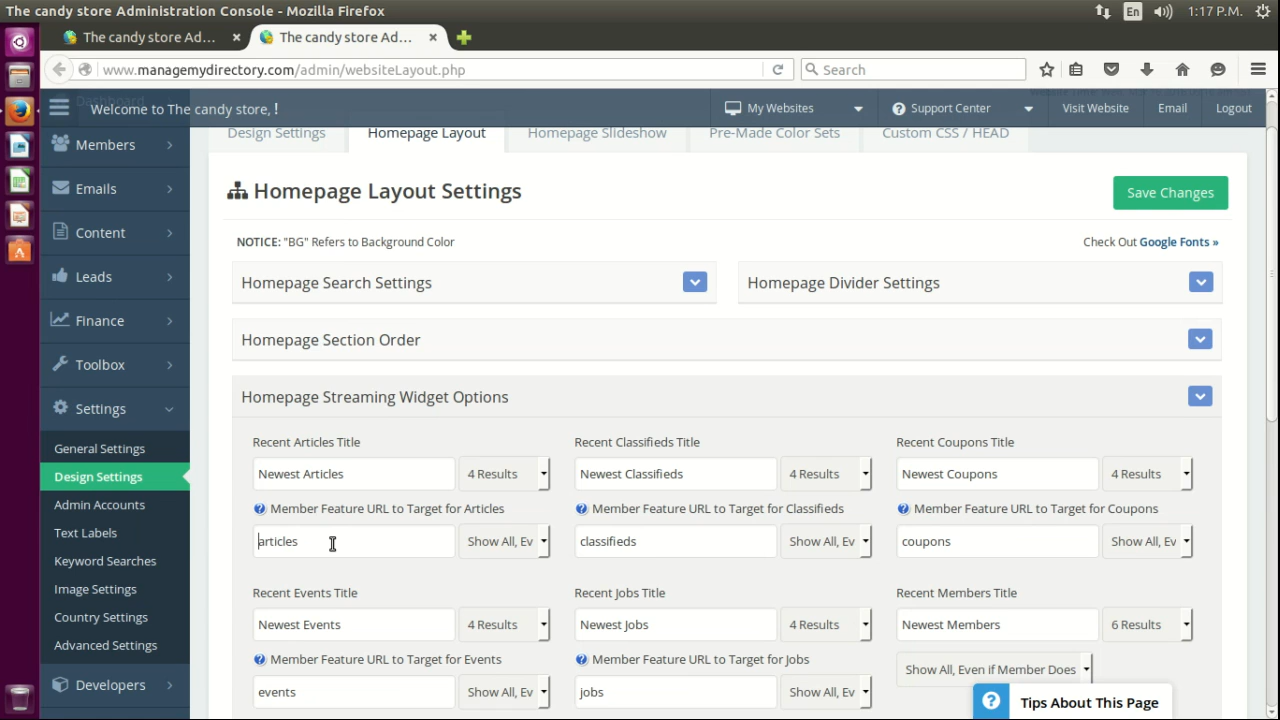 The candy store Administration Console - Mozilla Firefox
En
1:17 P.M.
The candy store Ad...
The candy store Ad...
www.managemydirectory.com/admin/websiteLayout.php
Search
Welcome to The candy store, !
My Websites
Support Center
Visit Website
Email
Logout
Members
Emails
Content
Leads
Finance
Toolbox
Settings
General Settings
Design Settings
Admin Accounts
Text Labels
Keyword Searches
Image Settings
Country Settings
Advanced Settings
Developers
Design Settings
Homepage Layout
Homepage Slideshow
Pre-Made Color Sets
Custom CSS / HEAD
Homepage Layout Settings
Save Changes
NOTICE: "BG" Refers to Background Color
Check Out Google Fonts »
Homepage Search Settings
Homepage Divider Settings
Homepage Section Order
Homepage Streaming Widget Options
Recent Articles Title
Recent Classifieds Title
Recent Coupons Title
Newest Articles
4 Results
Newest Classifieds
4 Results
Newest Coupons
4 Results
Member Feature URL to Target for Articles
Member Feature URL to Target for Classifieds
Member Feature URL to Target for Coupons
articles
Show All, Ev
classifieds
Show All, Ev
coupons
Show All, Ev
Recent Events Title
Recent Jobs Title
Recent Members Title
Newest Events
4 Results
Newest Jobs
4 Results
Newest Members
6 Results
Member Feature URL to Target for Events
Member Feature URL to Target for Jobs
Show All, Even if Member Does
events
Show All, Ev
jobs
Show All, Ev
Tips About This Page